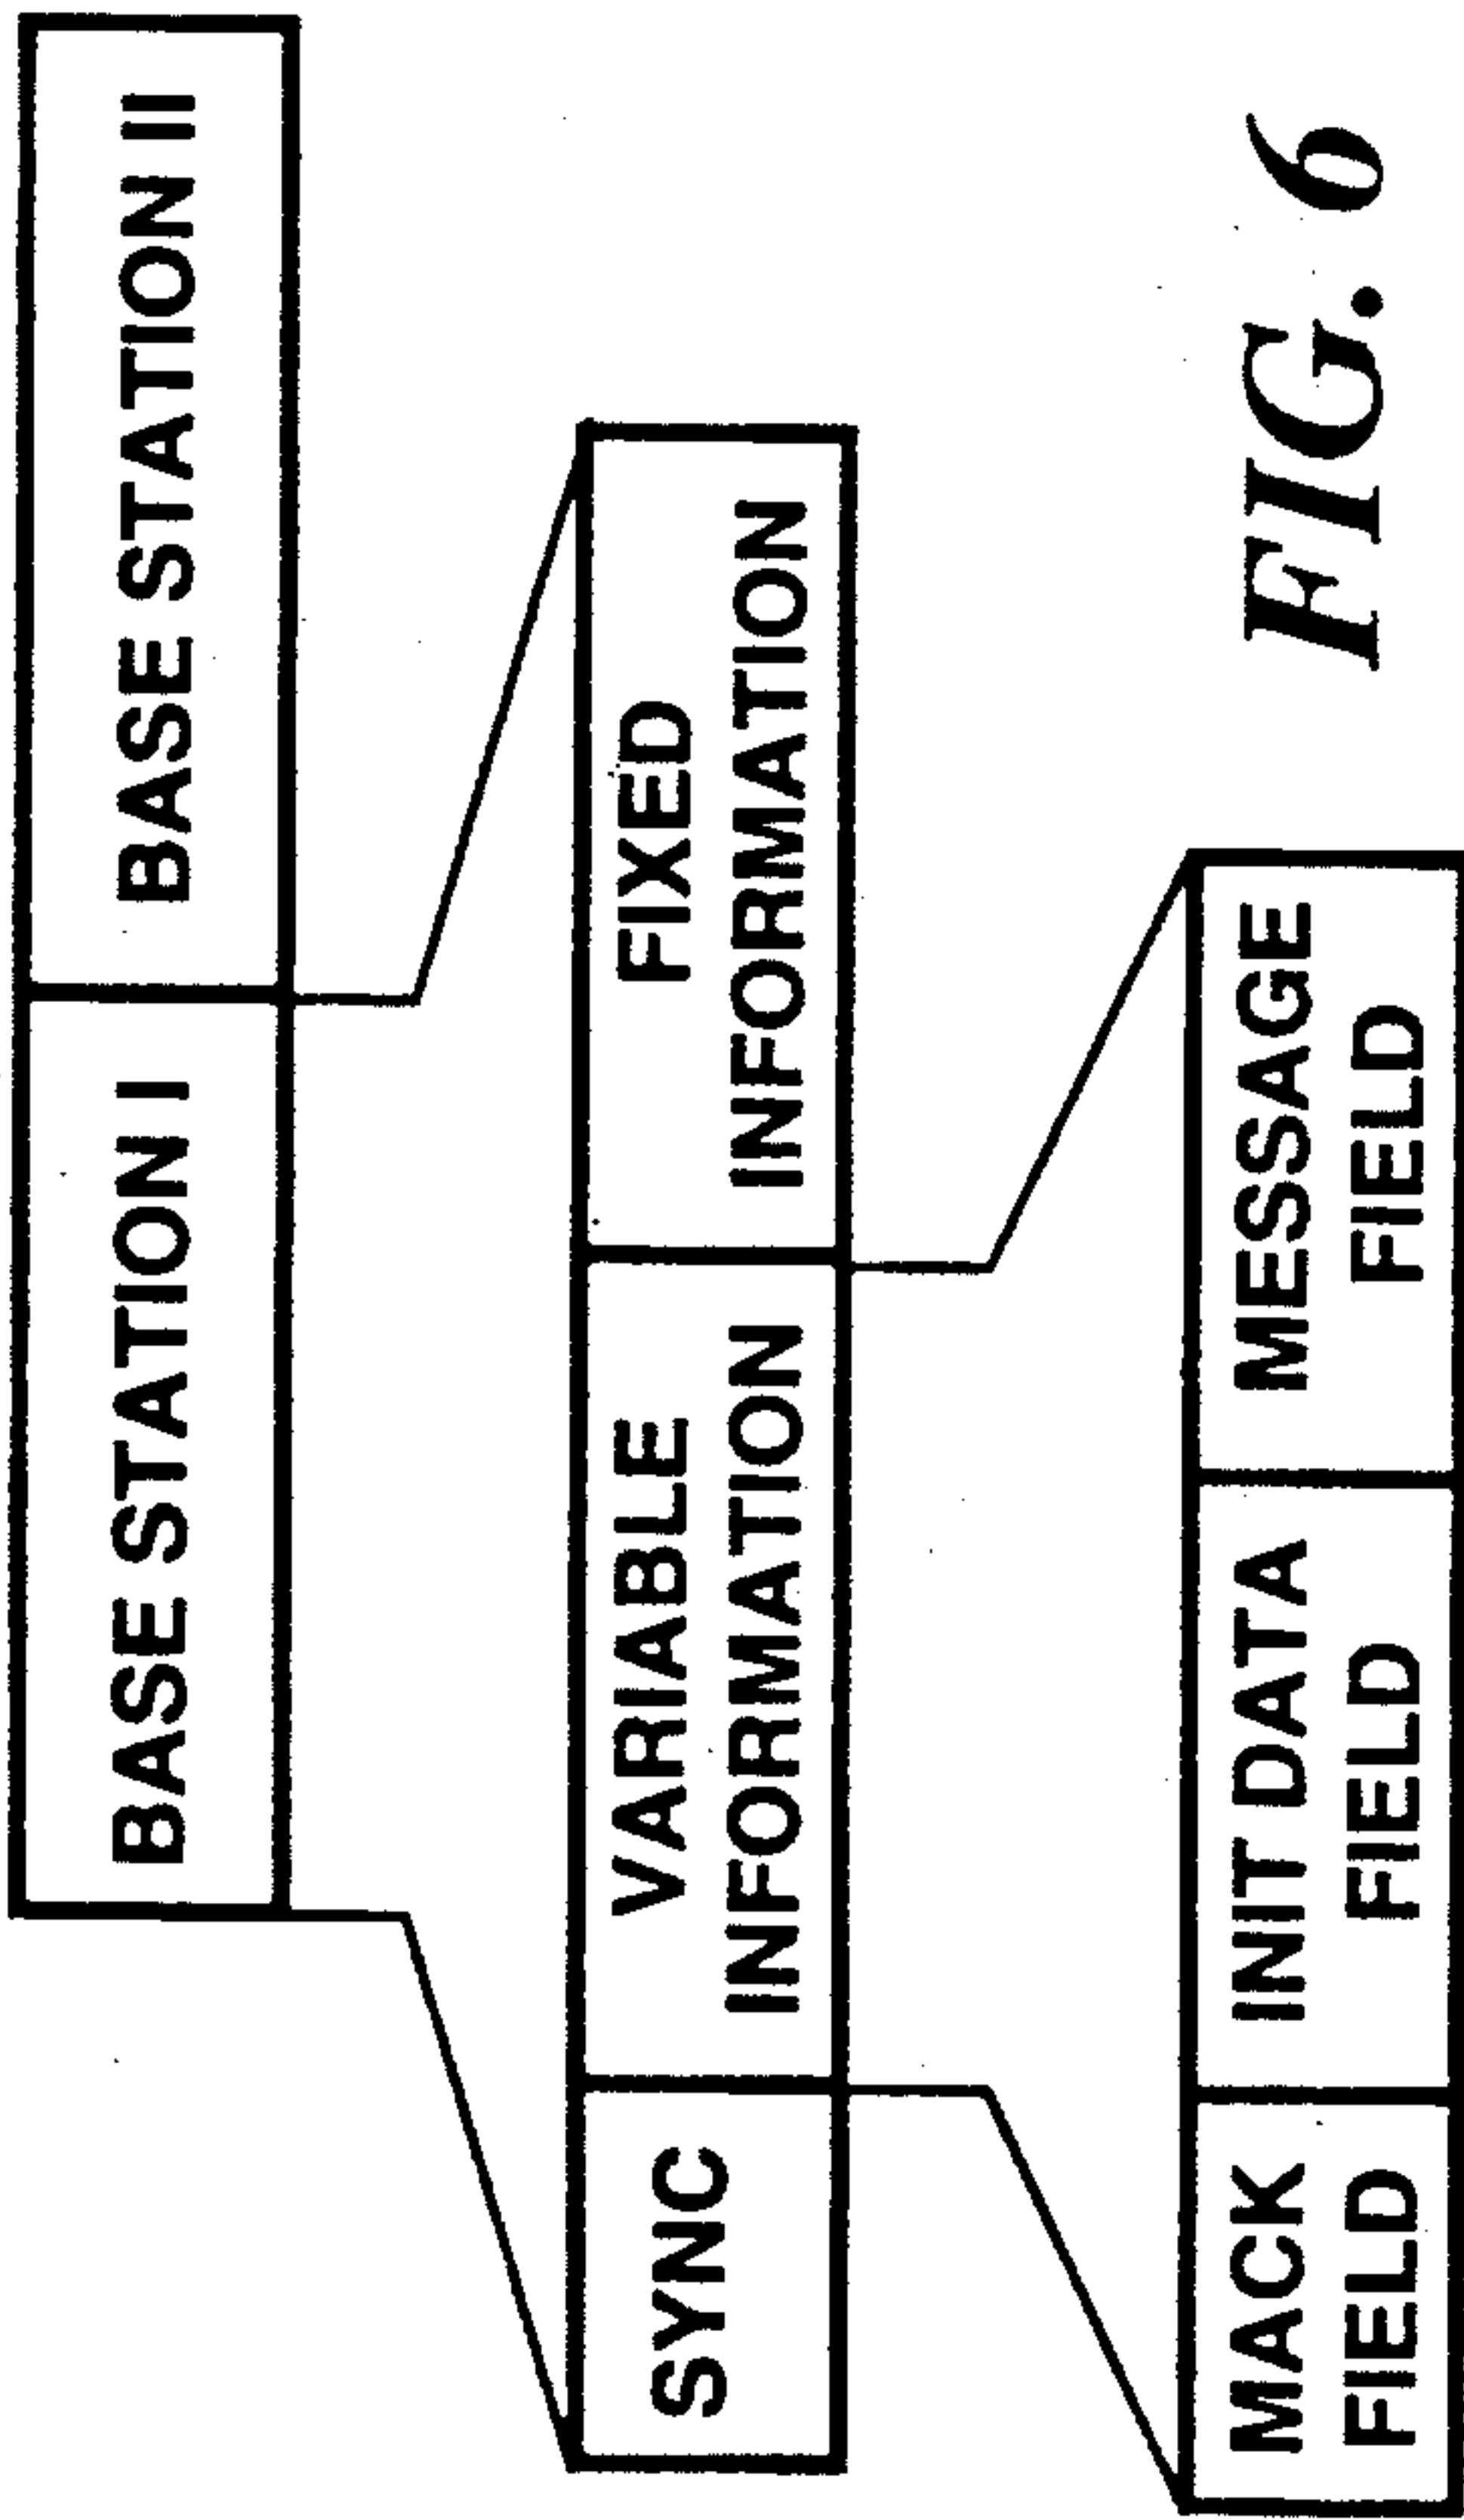 BASE STATION I
BASE STATION II
SYNC
VARIABLE
INFORMATION
FIXED
INFORMATION
MACK
FIELD
INIT DATA
FIELD
MESSAGE
FIELD
FIG. 6